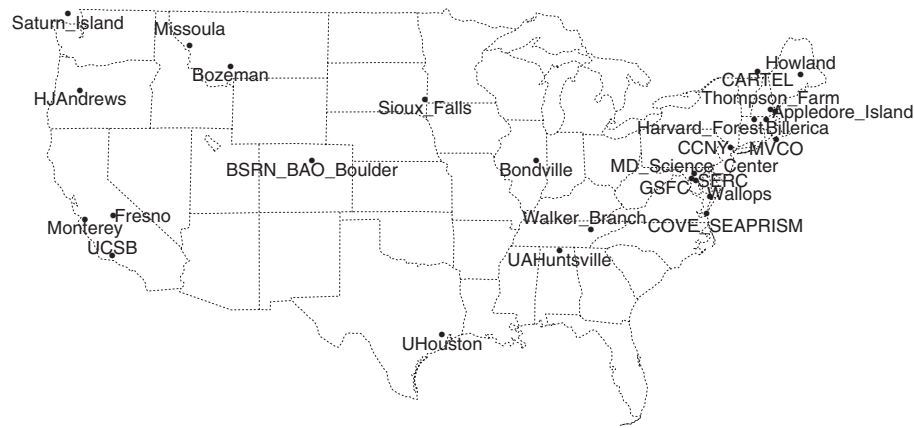 Saturn_Island
Missoula
Bozeman
HJAndrews
Sioux_Falls
Howland
CARTEL
Thompson_Farm
Appledore_Island
Harvard_Forest
Billerica
CCNY
MVCO
BSRN_BAO_Boulder
Bondville
MD_Science_Center
GSFC
SERC
Wallops
Fresno
Monterey
Walker_Branch
COVE_SEAPRISM
UCSB
UAHuntsville
UHouston